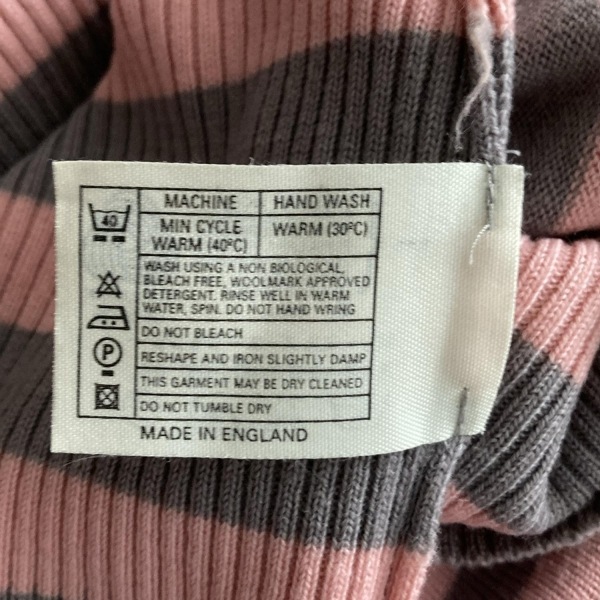 MACHINE HAND WASH
40
MIN CYCLE WARM (30ºC)
WARM (40ºC)
WASH USING A NON BIOLOGICAL,
BLEACH FREE, WOOLMARK APPROVED
DETERGENT. RINSE WELL IN WARM
WATER, SPIN. DO NOT HAND WRING
DO NOT BLEACH
P
RESHAPE AND IRON SLIGHTLY DAMP
THIS GARMENT MAY BE DRY CLEANED
DO NOT TUMBLE DRY
MADE IN ENGLAND